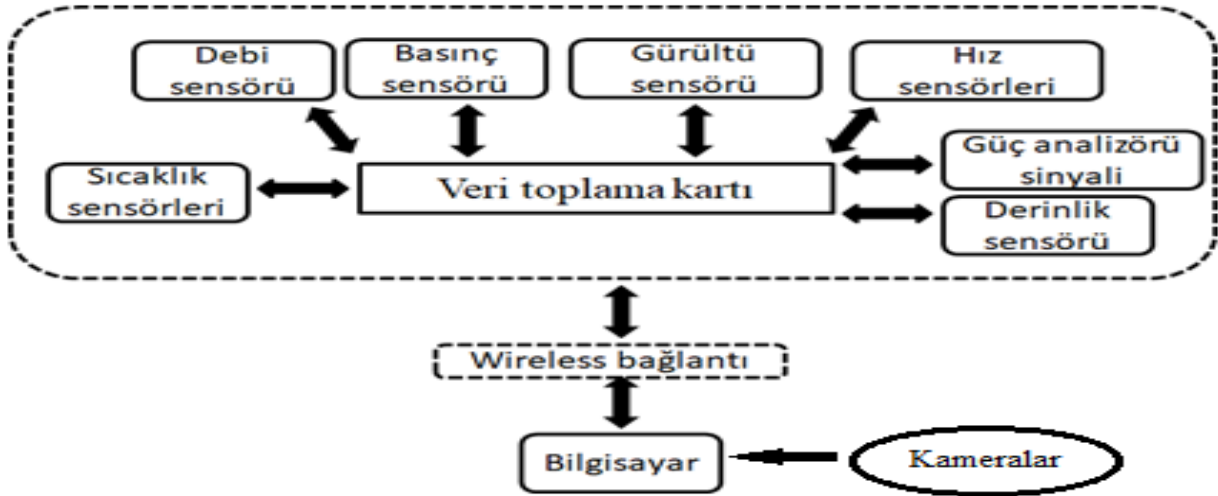 Debi
sensörü
Basınç
sensörü
Gürültü
sensörü
Hız
sensörleri
Sıcaklık
sensörleri
Veri toplama kartı
Güç analizörü
sinyali
Derinlik
sensörü
Wireless bağlantı
Bilgisayar
Kameralar